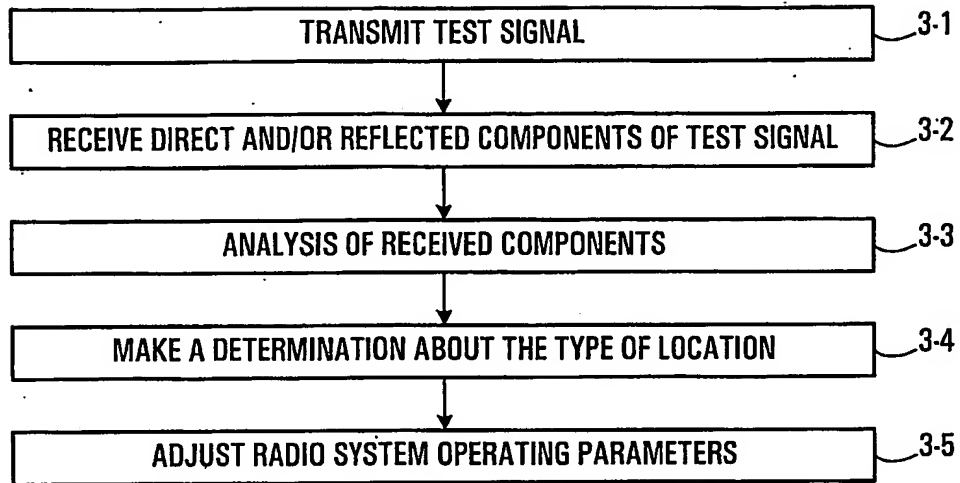 TRANSMIT TEST SIGNAL 3-1
RECEIVE DIRECT AND/OR REFLECTED COMPONENTS OF TEST SIGNAL 3-2
ANALYSIS OF RECEIVED COMPONENTS 3-3
MAKE A DETERMINATION ABOUT THE TYPE OF LOCATION 3-4
ADJUST RADIO SYSTEM OPERATING PARAMETERS 3-5